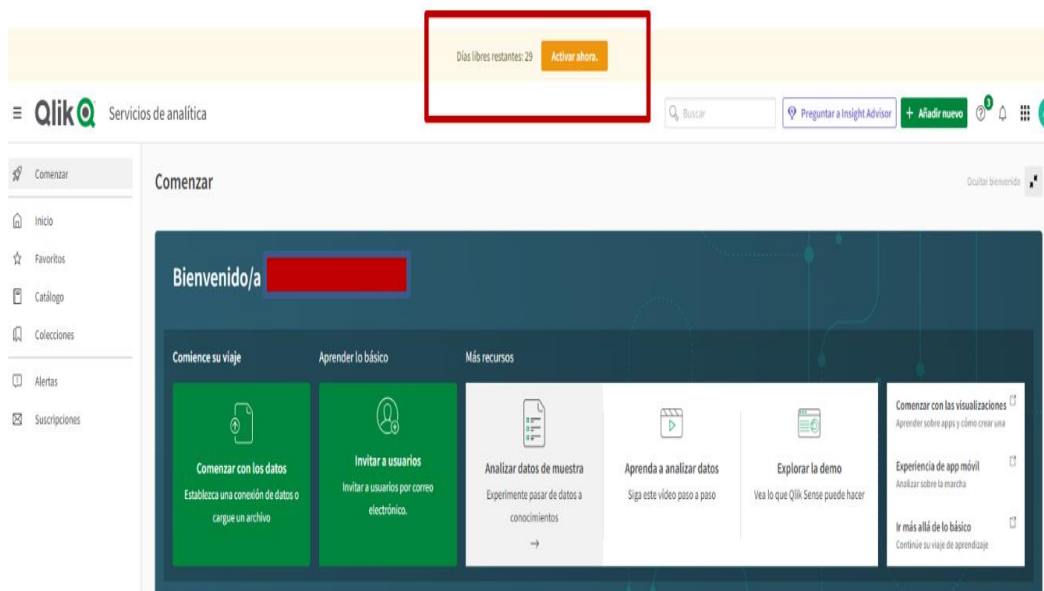 Días libres restantes: 29
Activar ahora.
Qlik
Servicios de analítica
Buscar
Preguntar a Insight Advisor
+ Añadir nuevo
3
Comenzar
Inicio
Favoritos
Catálogo
Colecciones
Alertas
Suscripciones
Comenzar
Ocultar bienvenida
Bienvenido/a
Comience su viaje
Aprender lo básico
Más recursos
Comenzar con los datos
Establezca una conexión de datos o
cargue un archivo
Invitar a usuarios
Invitar a usuarios por correo
electrónico.
Analizar datos de muestra
Experimente pasar de datos a
conocimientos
→
Aprenda a analizar datos
Siga este vídeo paso a paso
Explorar la demo
Vea lo que Qlik Sense puede hacer
Comenzar con las visualizaciones
Aprender sobre apps y cómo crear una
Experiencia de app móvil
Analizar sobre la marcha
Ir más allá de lo básico
Continúe su viaje de aprendizaje